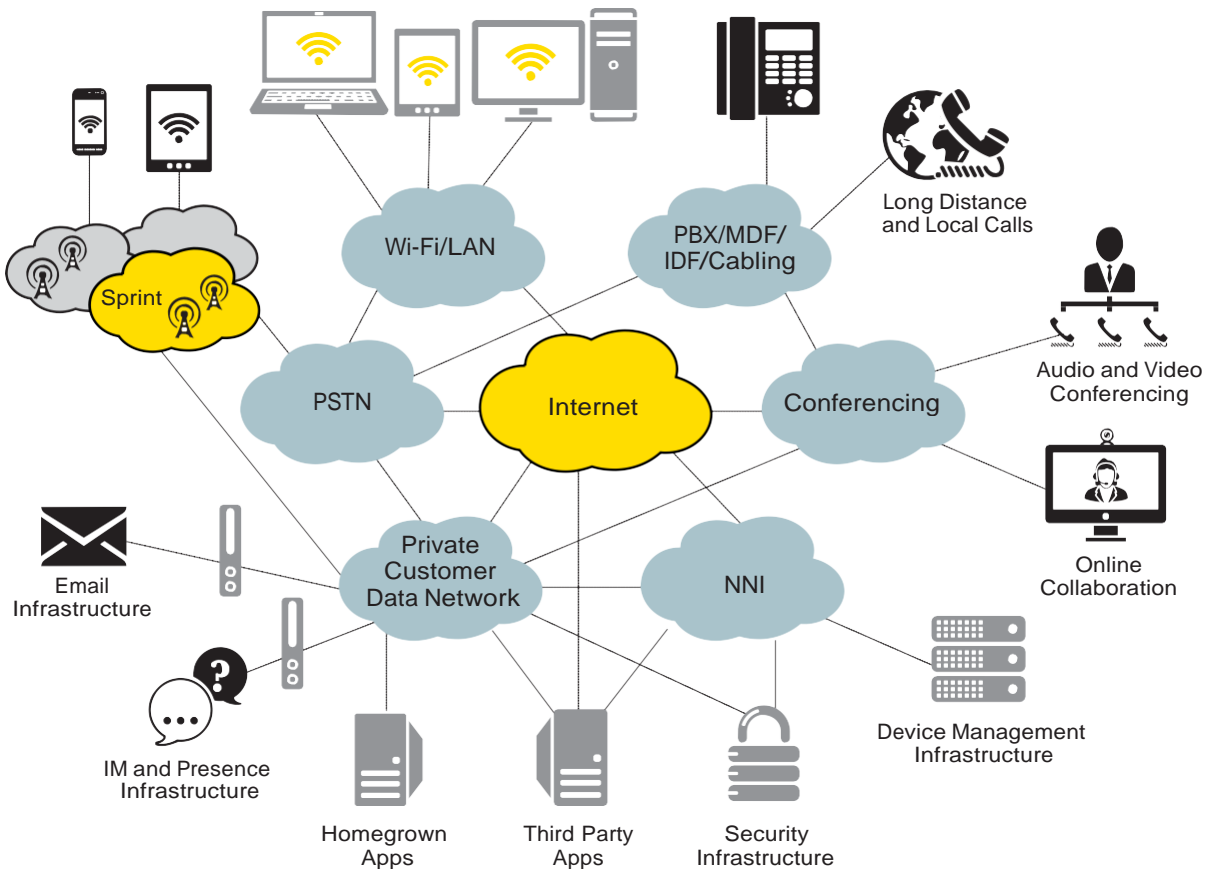 Long Distance
and Local Calls
Wi-Fi/LAN
PBX/MDF/
IDF/Cabling
Sprint
Audio and Video
Conferencing
PSTN
Internet
Conferencing
Email
Infrastructure
Private
Customer
Data Network
NNI
Online
Collaboration
?
IM and Presence
Infrastructure
Device Management
Infrastructure
Homegrown
Apps
Third Party
Apps
Security
Infrastructure